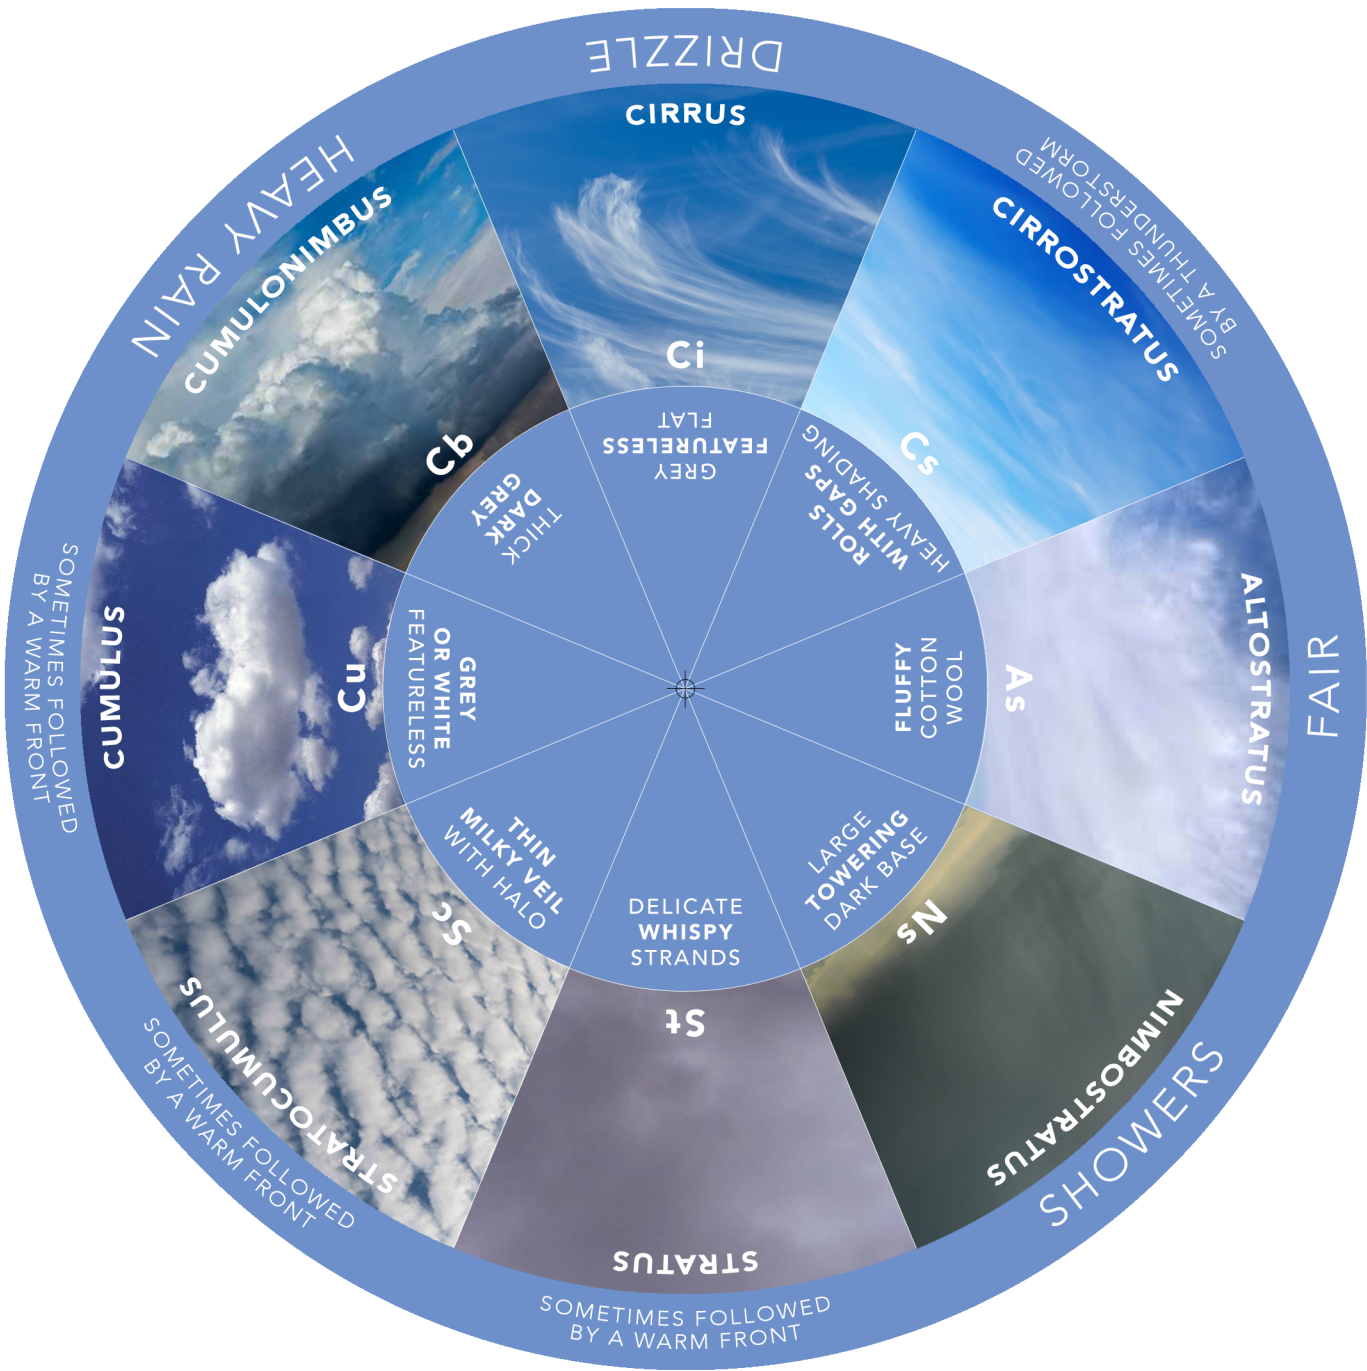 DRIZZLE
SOMETIMES FOLLOWED
BY A THUNDERSTORM
FAIR
SHOWERS
SOMETIMES FOLLOWED
BY A WARM FRONT
SOMETIMES FOLLOWED
BY A WARM FRONT
SOMETIMES FOLLOWED
BY A WARM FRONT
HEAVY RAIN
CIRRUS
Ci
CIRROSTRATUS
Cs
ALTOSTRATUS
As
NIMBOSTRATUS
Ns
STRATUS
St
STRATOCUMULUS
Sc
CUMULUS
Cu
CUMULONIMBUS
Cb
GREY
FEATURELESS
FLAT
ROLLS
WITH GAPS
HEAVY SHADING
FLUFFY
COTTON
WOOL
LARGE
TOWERING
DARK BASE
DELICATE
WHISPY
STRANDS
THIN
MILKY VEIL
WITH HALO
GREY
OR WHITE
FEATURELESS
THICK
DARK
GREY